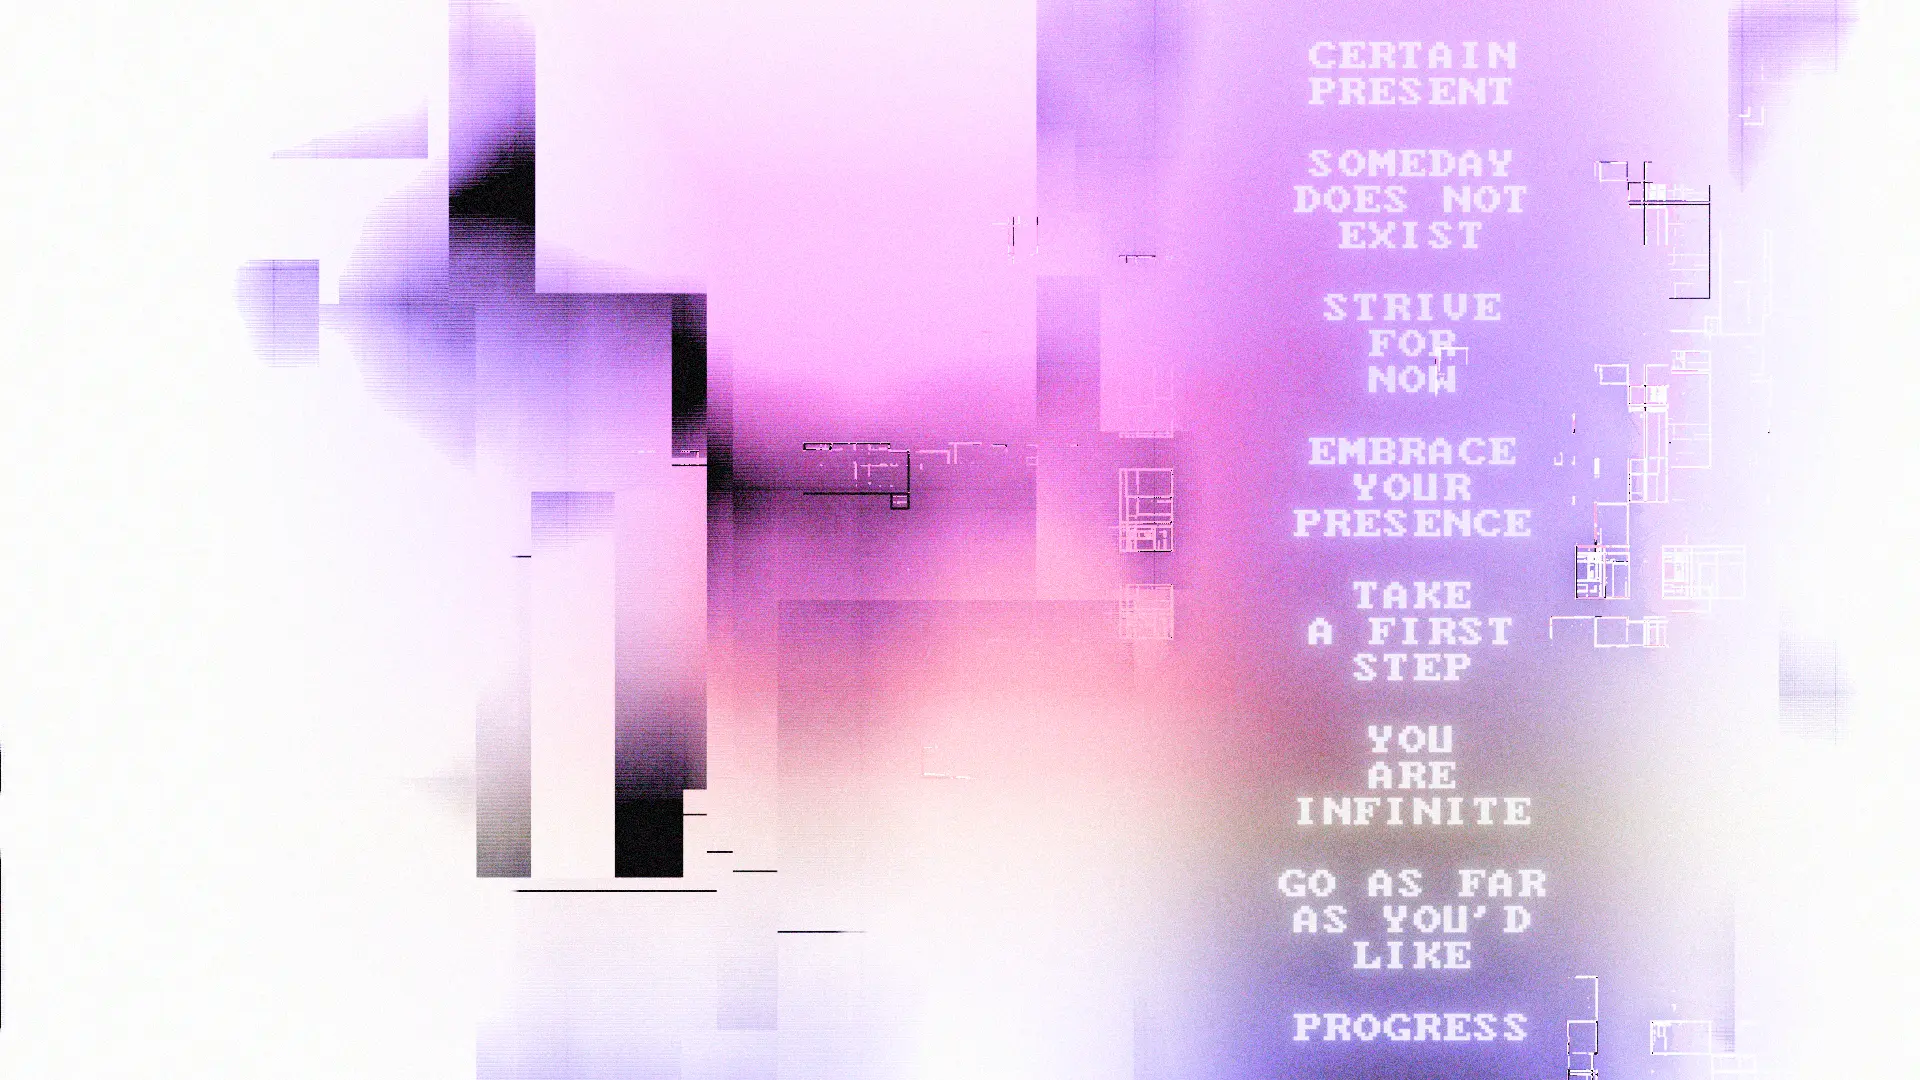 CERTAIN
PRESENT
SOMEDAY
DOES NOT
EXIST
STRIVE
FOR
NOW
EMBRACE
YOUR
PRESENCE
TAKE
A FIRST
STEP
YOU
ARE
INFINITE
GO AS FAR
AS YOU'D
LIKE
PROGRESS